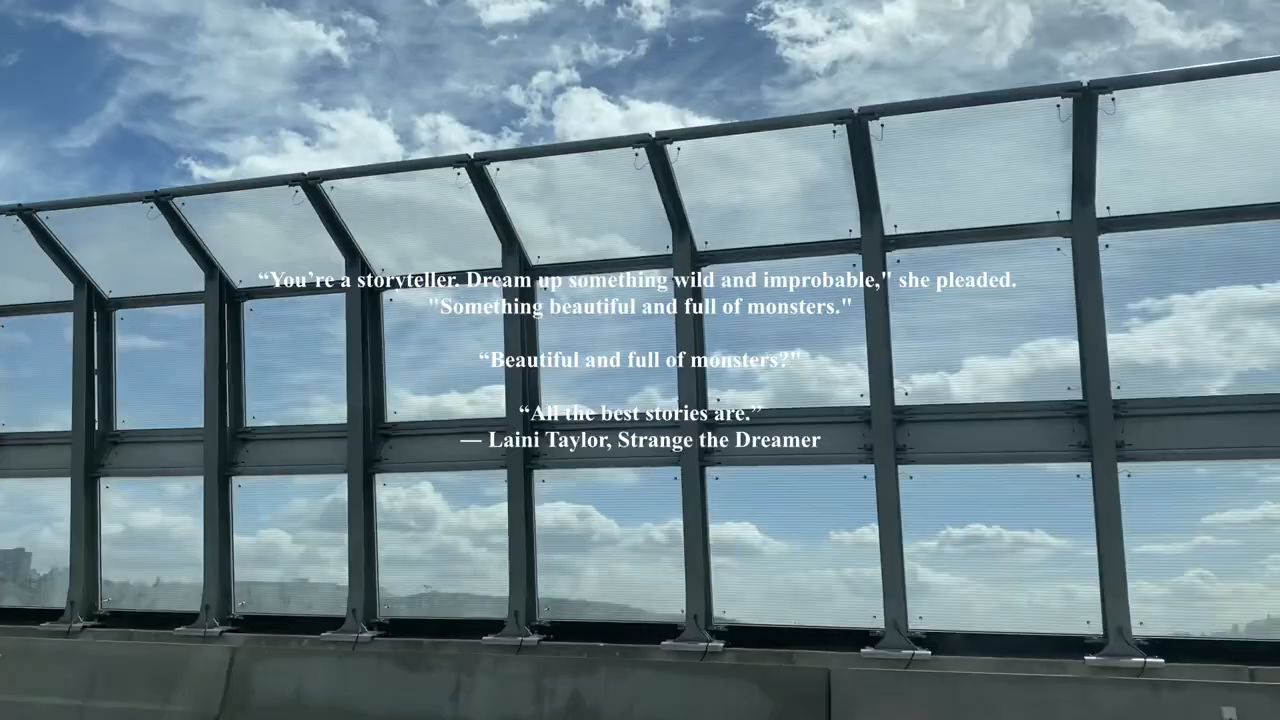 “You’re a storyteller. Dream up something wild and improbable," she pleaded.
"Something beautiful and full of monsters."
“Beautiful and full of monsters?"
“All the best stories are.”
― Laini Taylor, Strange the Dreamer